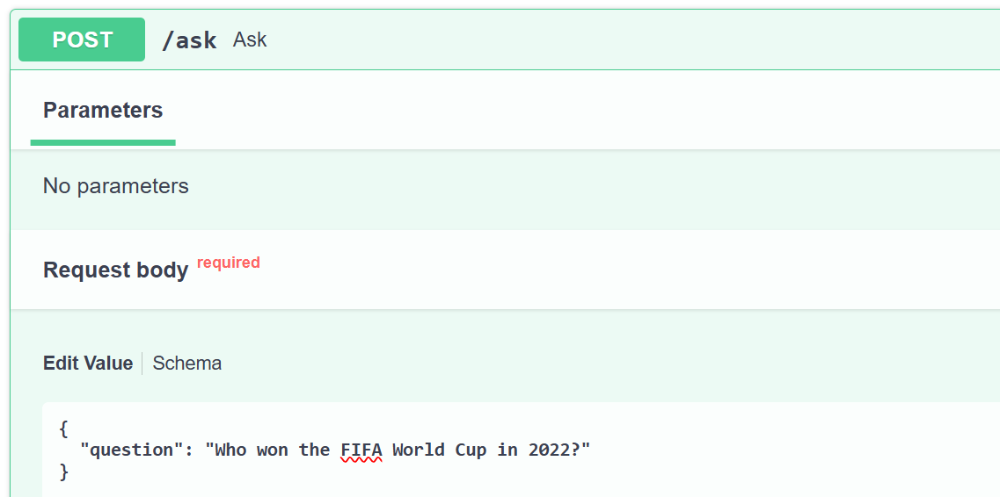 POST /ask Ask
Parameters
No parameters
Request body required
Edit Value Schema
{
  "question": "Who won the FIFA World Cup in 2022?"
}